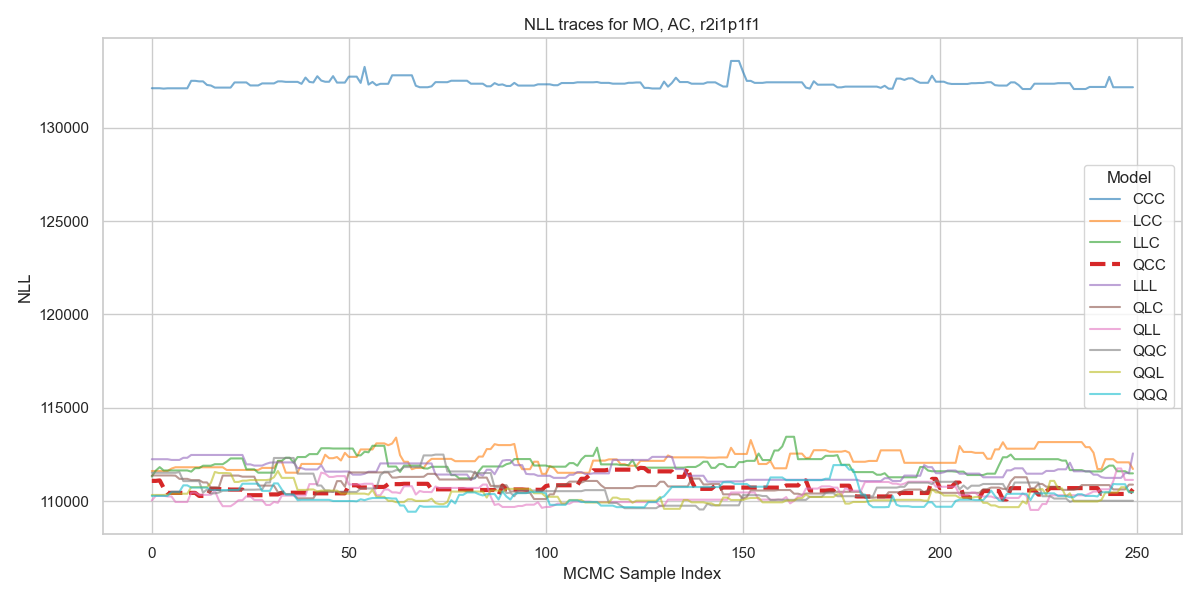 NLL traces for MO, AC, r2i1p1f1
130000
125000
120000
115000
110000
NLL
0
50
100
150
200
250
MCMC Sample Index
Model
CCC
LCC
LLC
QCC
LLL
QLC
QLL
QQC
QQL
QQQ